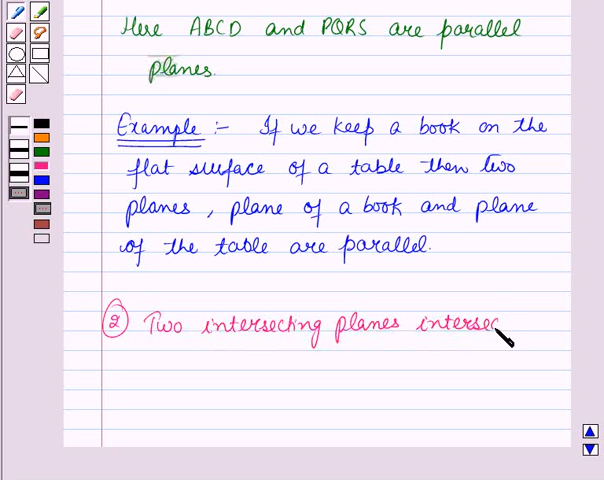 Here ABCD and PQRS are parallel
planes.
Example :- If we keep a book on the
flat surface of a table then two
planes, plane of a book and plane
of the table are parallel.
2 Two intersecting planes intersec